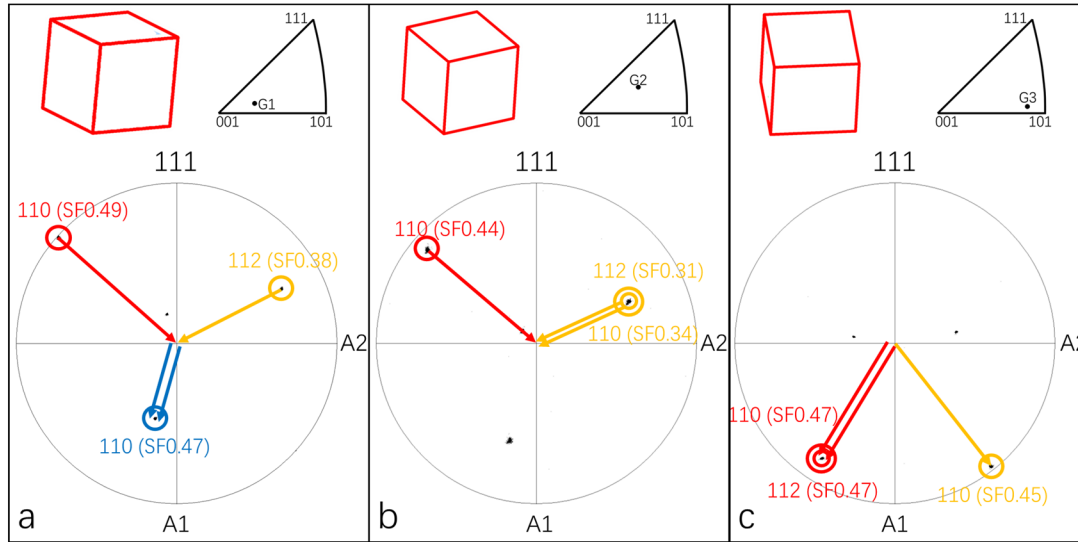 111
G1
001
101
111
110 (SF0.49)
112 (SF0.38)
A2
110 (SF0.47)
a
A1
111
G2
001
101
111
110 (SF0.44)
112 (SF0.31)
110 (SF0.34)
A2
b
A1
111
G3
001
101
111
A2
110 (SF0.47)
112 (SF0.47)
110 (SF0.45)
c
A1